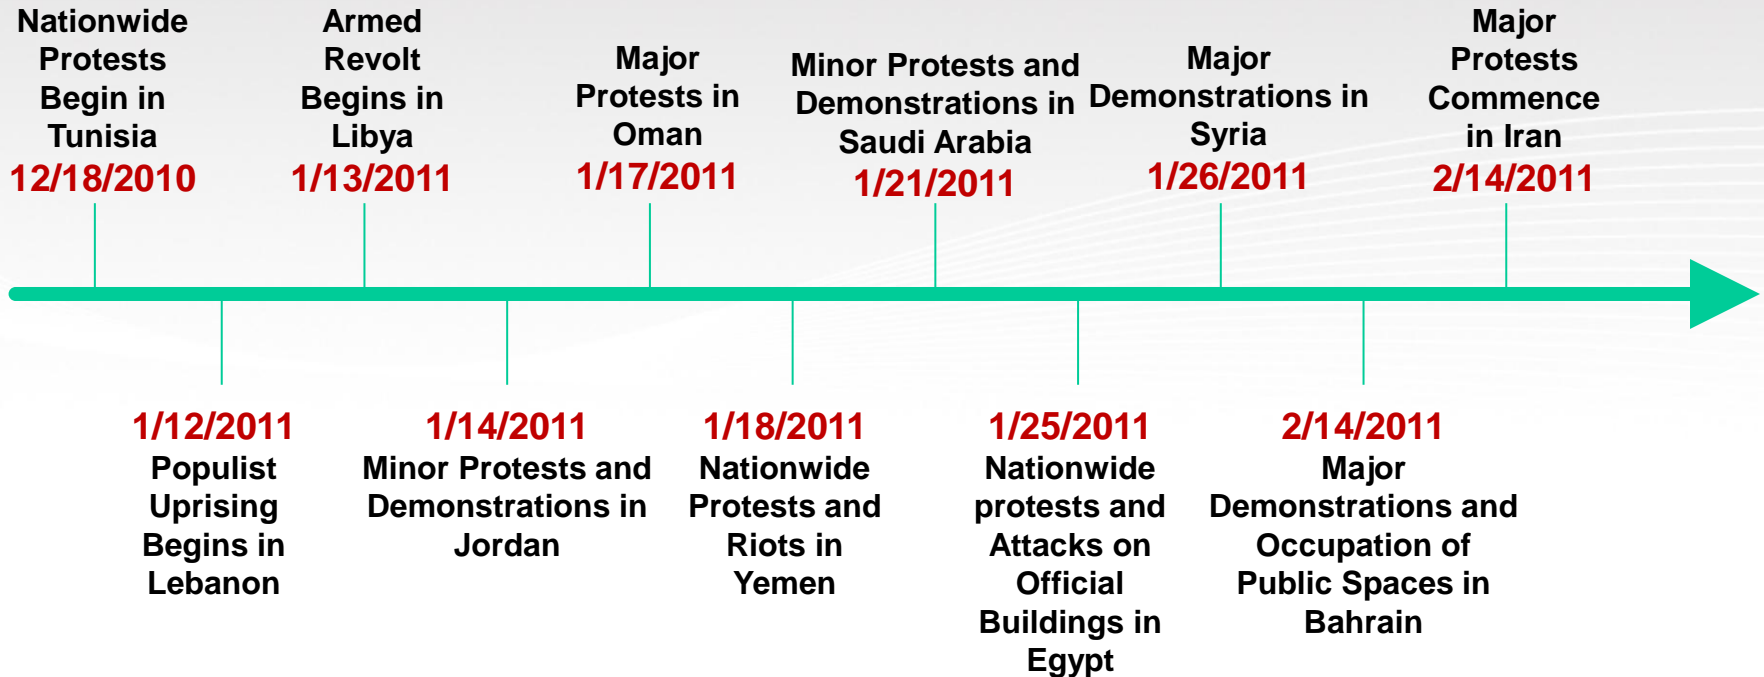 Nationwide
Protests
Begin in
Tunisia
12/18/2010
Armed
Revolt
Begins in
Libya
1/13/2011
Major
Protests in
Oman
1/17/2011
Minor Protests and
Demonstrations in
Saudi Arabia
1/21/2011
Major
Demonstrations in
Syria
1/26/2011
Major
Protests
Commence
in Iran
2/14/2011
1/12/2011
Populist
Uprising
Begins in
Lebanon
1/14/2011
Minor Protests and
Demonstrations in
Jordan
1/18/2011
Nationwide
Protests and
Riots in
Yemen
1/25/2011
Nationwide
protests and
Attacks on
Official
Buildings in
Egypt
2/14/2011
Major
Demonstrations and
Occupation of
Public Spaces in
Bahrain